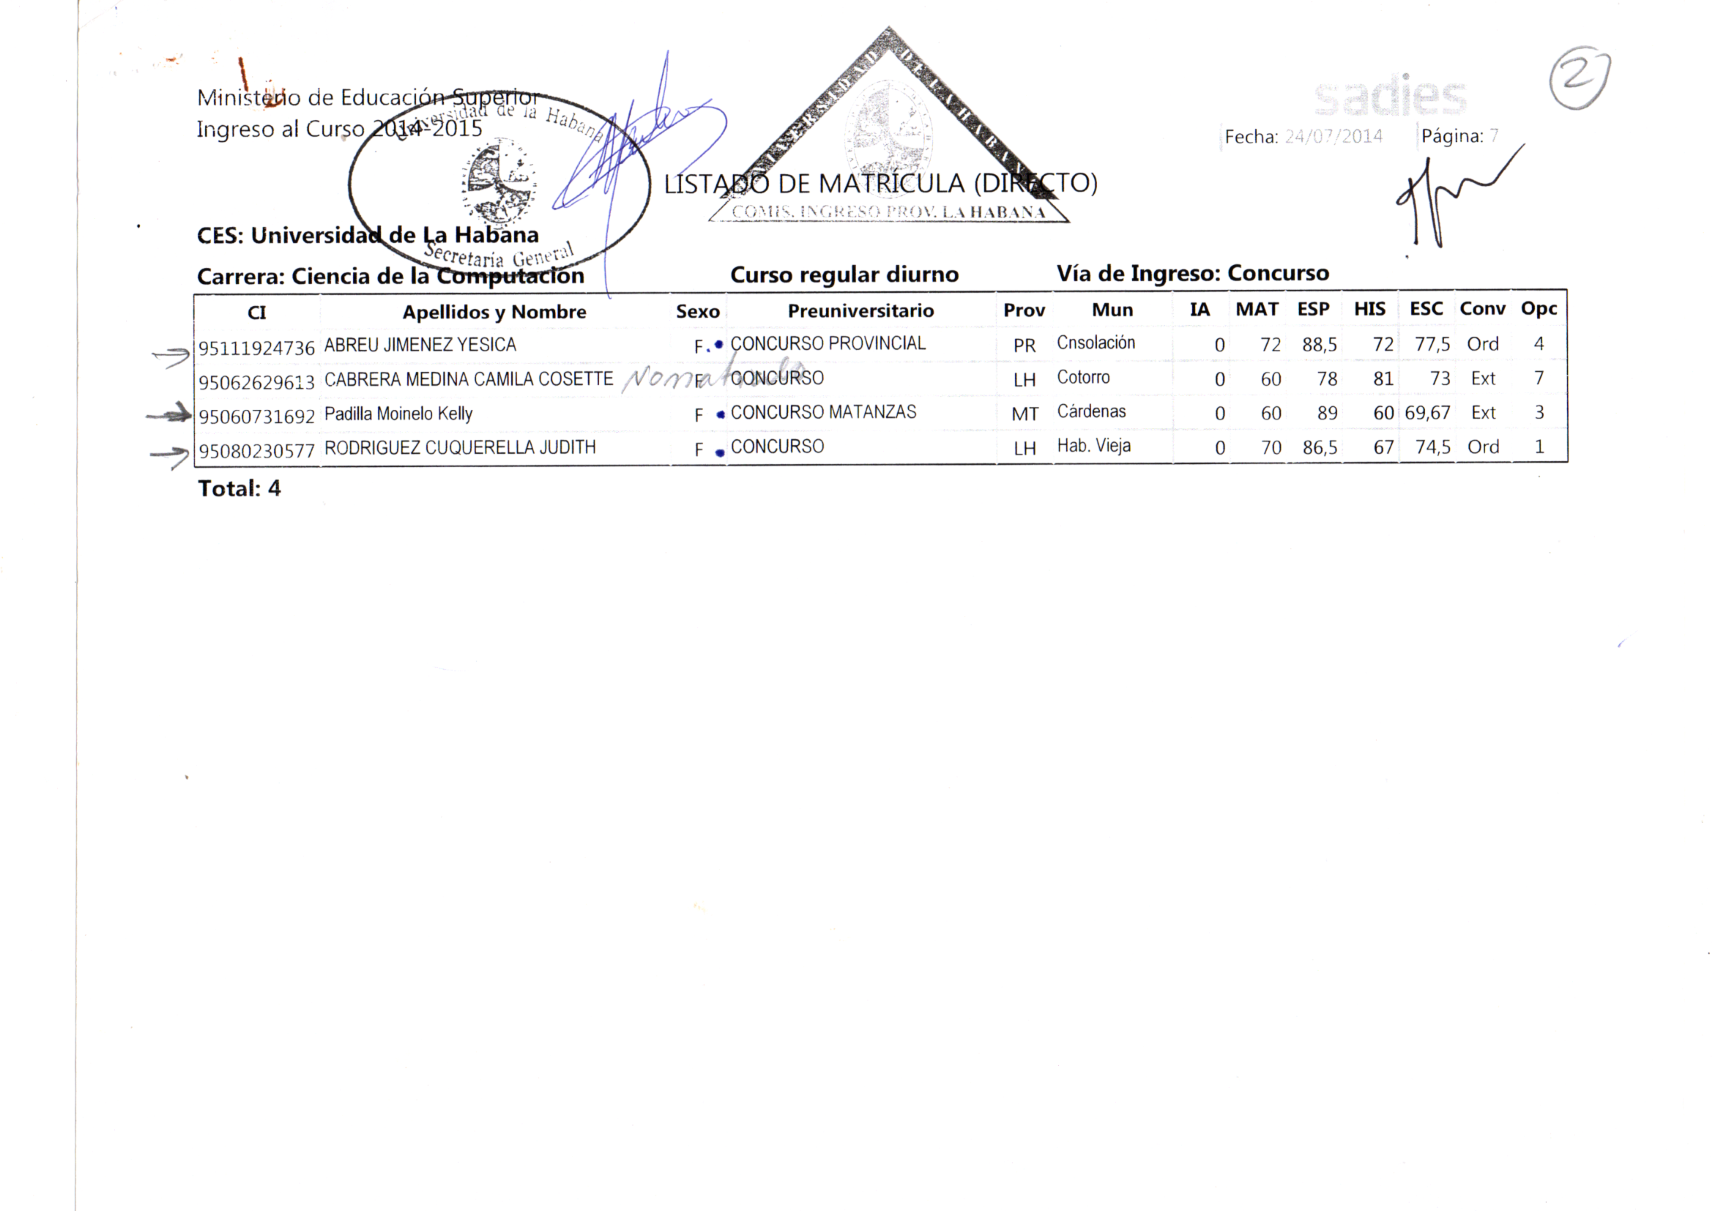 sadies
2
Ministerio de Educación Superior
Ingreso al Curso 2014-2015
Fecha: 24/07/2014 Página: 7
Universidad de la Habana
Secretaría General
UNIVERSIDAD DE LA HABANA
LISTADO DE MATRÍCULA (DIRECTO)
COMIS. INGRESO PROV. LA HABANA
CES: Universidad de La Habana
Carrera: Ciencia de la Computación Curso regular diurno Vía de Ingreso: Concurso
CI Apellidos y Nombre Sexo Preuniversitario Prov Mun IA MAT ESP HIS ESC Conv Opc
95111924736 ABREU JIMENEZ YESICA F CONCURSO PROVINCIAL PR Cnsolación 0 72 88,5 72 77,5 Ord 4
95062629613 CABRERA MEDINA CAMILA COSETTE F CONCURSO LH Cotorro 0 60 78 81 73 Ext 7
95060731692 Padilla Moinelo Kelly F CONCURSO MATANZAS MT Cárdenas 0 60 89 60 69,67 Ext 3
95080230577 RODRIGUEZ CUQUERELLA JUDITH F CONCURSO LH Hab. Vieja 0 70 86,5 67 74,5 Ord 1
Total: 4